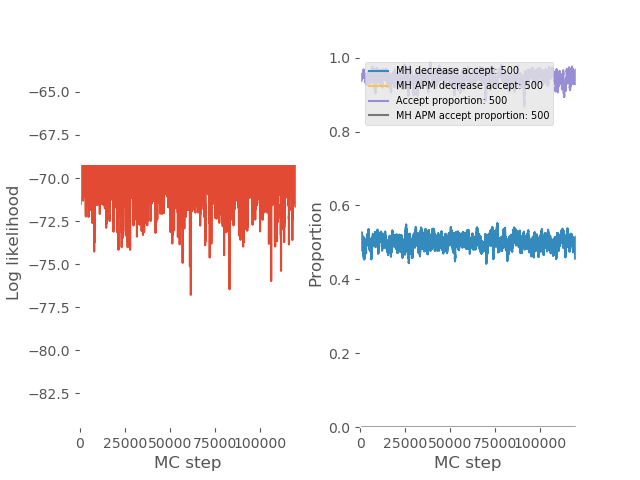 −65.0
−67.5
−70.0
−72.5
−75.0
−77.5
−80.0
−82.5
Log likelihood
0 25000 50000 75000 100000
MC step
1.0
0.8
0.6
0.4
0.2
0.0
Proportion
MH decrease accept: 500
MH APM decrease accept: 500
Accept proportion: 500
MH APM accept proportion: 500
0 25000 50000 75000 100000
MC step